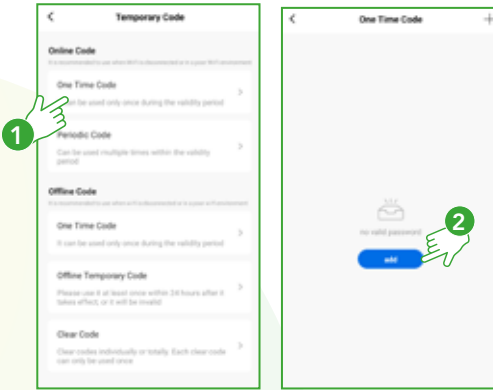 Temporary Code
Online Code
It is recommended to use when Wi-Fi is disconnected or in a poor Wi-Fi environment
One Time Code
can be used only once during the validity period
1
Periodic Code
Can be used multiple times within the validity
period
Offline Code
It is recommended to use when wi-fi is disconnected or in a poor wi-fi environment
One Time Code
It can be used only once during the validity period
Offline Temporary Code
Please use it at least once within 24 hours after it
takes effect, or it will be invalid
Clear Code
Clear codes individually or totally. Each clear code
can only be used once
One Time Code
no valid password
2
add